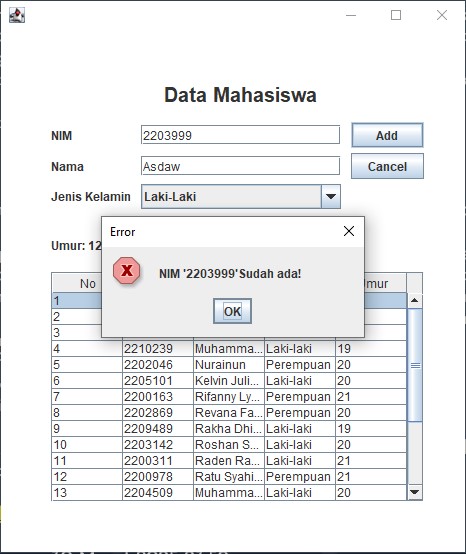 Data Mahasiswa
NIM 2203999 Add
Nama Asdaw Cancel
Jenis Kelamin Laki-Laki
Error
Umur: 12
NIM '2203999'Sudah ada!
OK
No
1
2
3
4 2210239 Muhamma... Laki-laki 19
5 2202046 Nurainun Perempuan 20
6 2205101 Kelvin Juli... Laki-laki 20
7 2200163 Rifanny Ly... Perempuan 21
8 2202869 Revana Fa... Perempuan 20
9 2209489 Rakha Dhi... Laki-laki 19
10 2203142 Roshan S... Laki-laki 20
11 2200311 Raden Ra... Laki-laki 21
12 2200978 Ratu Syahi... Perempuan 21
13 2204509 Muhamma... Laki-laki 20